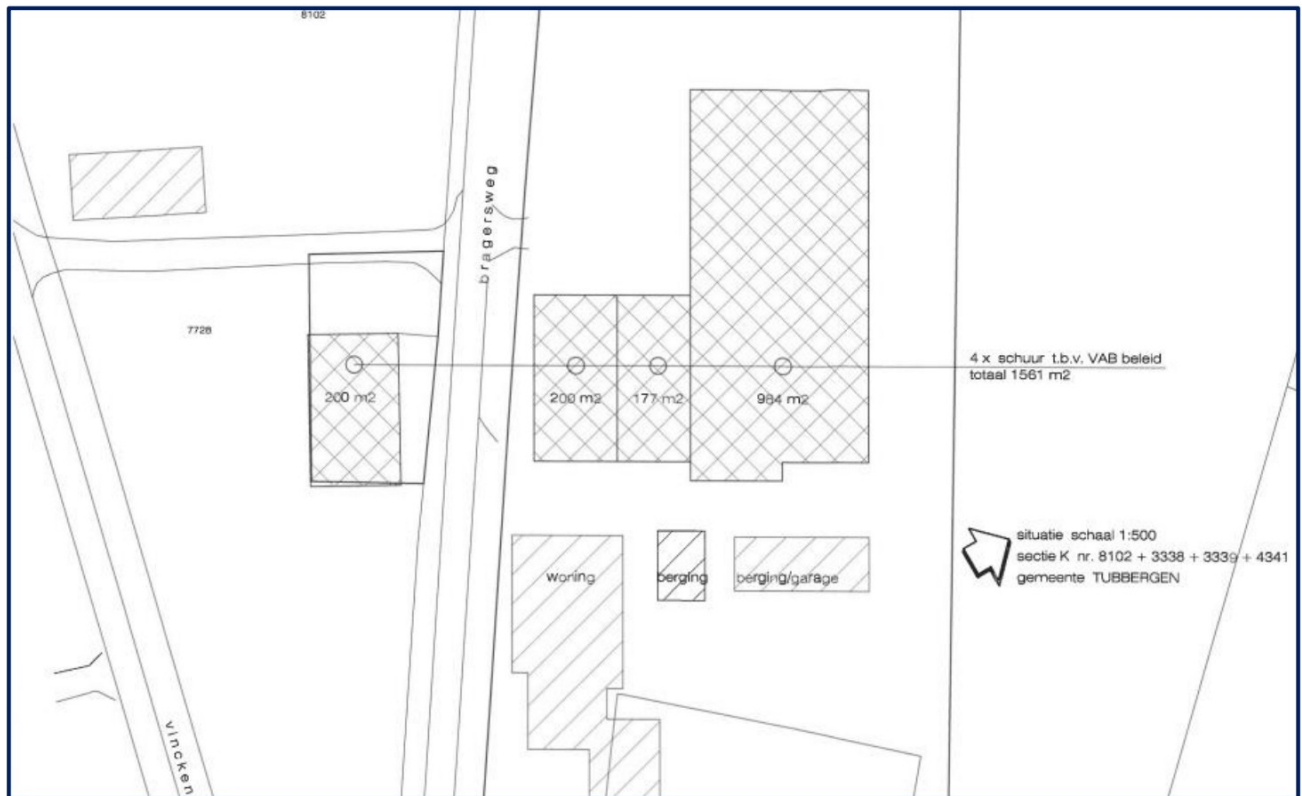 8102
bragersweg
7728
4 x schuur t.b.v. VAB beleid
totaal 1561 m2
200 m2
200 m2
177 m2
984 m2
situatie schaal 1:500
sectie K nr. 8102 + 3338 + 3339 + 4341
gemeente TUBBERGEN
woning
berging
berging/garage
vincken